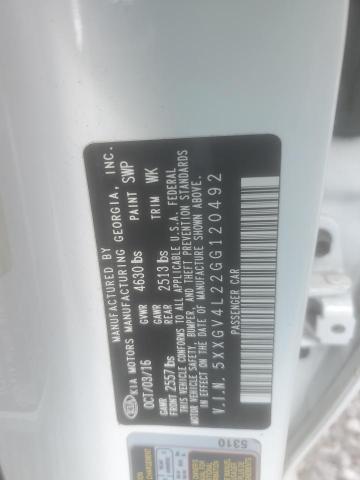 MANUFACTURED BY
KIA KIA MOTORS MANUFACTURING GEORGIA, INC.
OCT/03/16 GVWR 4630 lbs PAINT SWP
GAWR FRONT 2557 lbs GAWR REAR 2513 lbs TRIM WK
THIS VEHICLE CONFORMS TO ALL APPLICABLE U.S.A. FEDERAL
MOTOR VEHICLE SAFETY, BUMPER, AND THEFT PREVENTION STANDARDS
IN EFFECT ON THE DATE OF MANUFACTURE SHOWN ABOVE.
V.I.N. 5XXGV4L22GG120492
PASSENGER CAR
5310